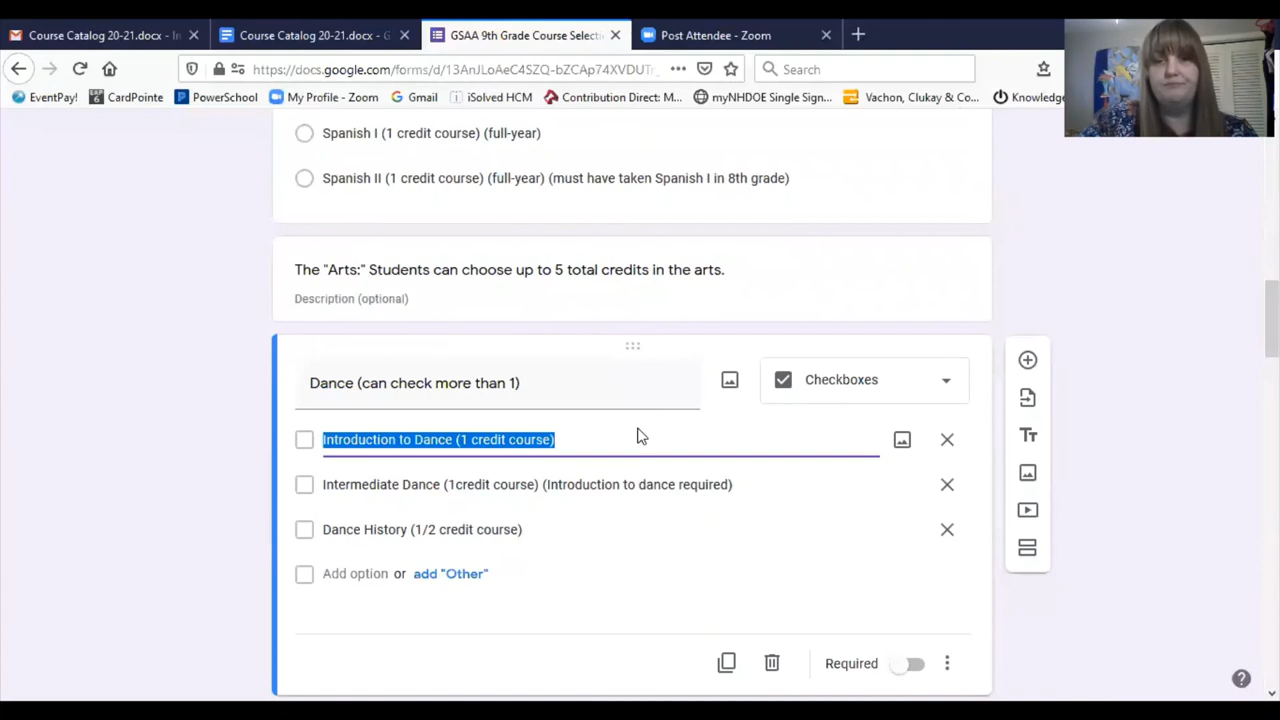 Course Catalog 20-21.docx - In
Course Catalog 20-21.docx - G
GSAA 9th Grade Course Selecti
Post Attendee - Zoom
https://docs.google.com/forms/d/13AnJLoAeC4SZQ-bZCAp74XVDUTr
Search
EventPay!
CardPointe
PowerSchool
My Profile - Zoom
Gmail
iSolved HCM
Contribution Direct: M...
myNHDOE Single Sign...
Vachon, Clukay & Co...
Knowledge
Spanish I (1 credit course) (full-year)
Spanish II (1 credit course) (full-year) (must have taken Spanish I in 8th grade)
The "Arts:" Students can choose up to 5 total credits in the arts.
Description (optional)
Dance (can check more than 1)
Checkboxes
Introduction to Dance (1 credit course)
Intermediate Dance (1credit course) (Introduction to dance required)
Dance History (1/2 credit course)
Add option or add "Other"
Required